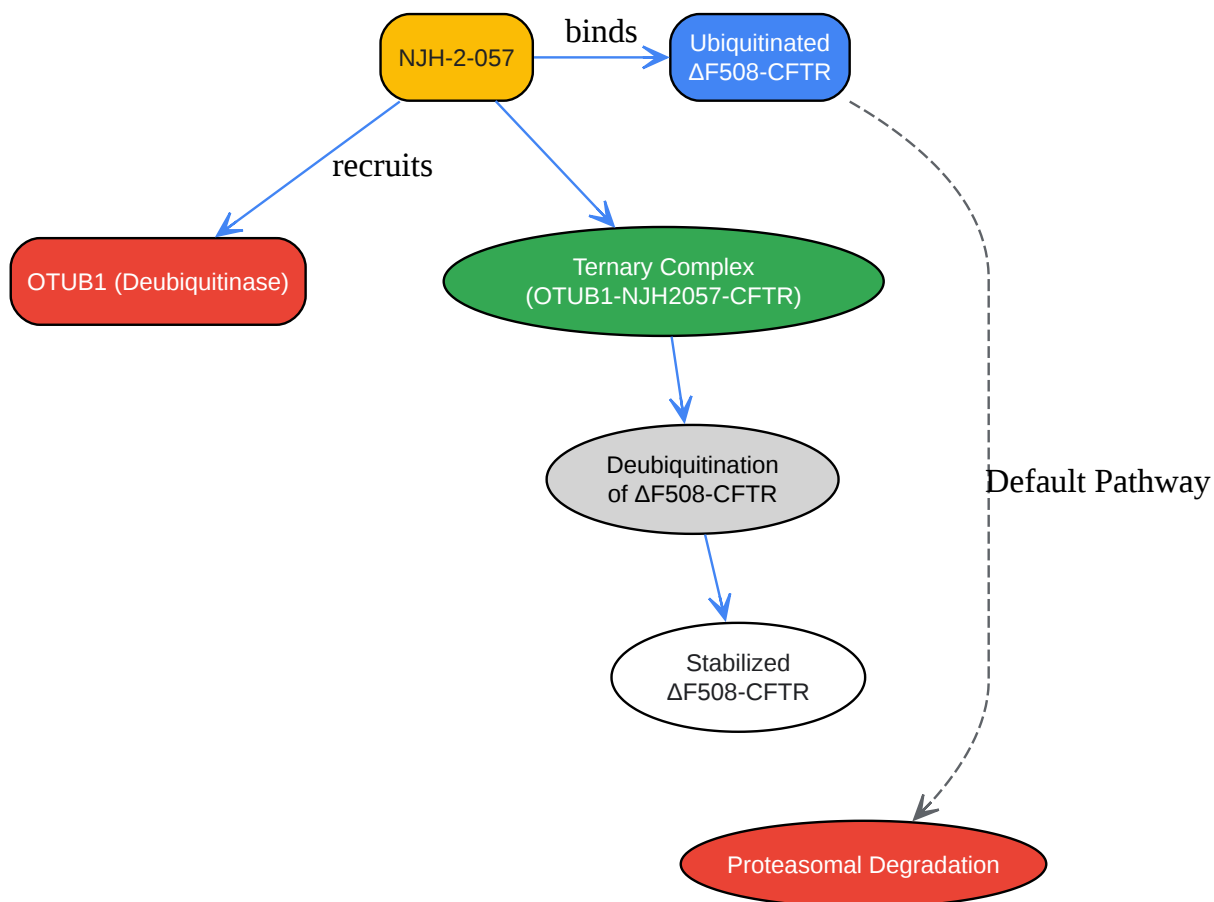 NJH-2-057
binds
Ubiquitinated
ΔF508-CFTR
recruits
OTUB1 (Deubiquitinase)
Ternary Complex
(OTUB1-NJH2057-CFTR)
Deubiquitination
of ΔF508-CFTR
Default Pathway
Stabilized
ΔF508-CFTR
Proteasomal Degradation